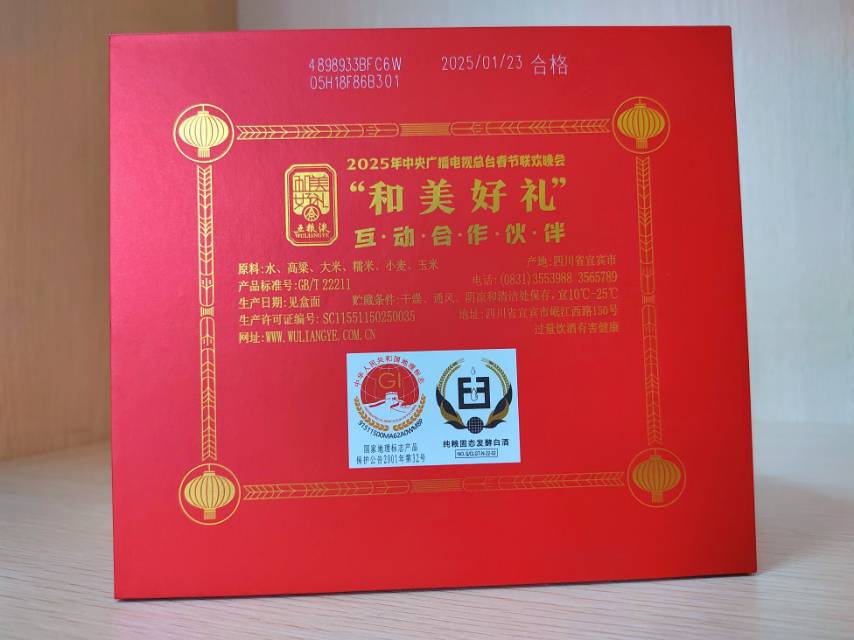 4898933BFC6W 2025/01/23 合格
05H18F86B301
2025年中央广播电视总台春节联欢晚会
和美好礼
五粮液
WULIANGYE
“和美好礼”
互·动·合·作·伙·伴
原料:水、高粱、大米、糯米、小麦、玉米
产品标准号:GB/T 22211
生产日期:见盒面
生产许可证编号: SC11551150250035
网址:WWW.WULIANGYE.COM.CN
产地:四川省宜宾市
电话:(0831)3553988 3565789
贮藏条件:干燥、通风、阴凉和清洁处保存,宜10℃-25℃
地址:四川省宜宾市岷江西路150号
过量饮酒有害健康
中华人民共和国地理标志
GI
国家地理标志产品
保护公告2001年第32号
纯粮固态发酵白酒